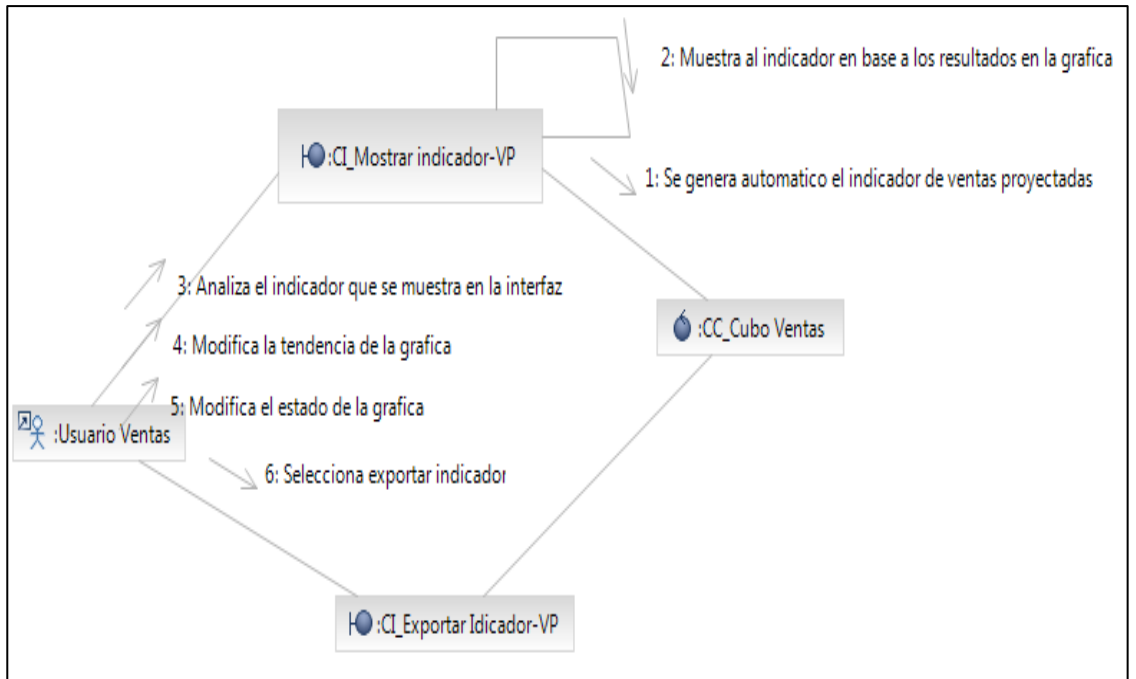 2: Muestra al indicador en base a los resultados en la grafica
:CI_Mostrar indicador-VP
1: Se genera automatico el indicador de ventas proyectadas
3: Analiza el indicador que se muestra en la interfaz
:CC_Cubo Ventas
4: Modifica la tendencia de la grafica
5: Modifica el estado de la grafica
:Usuario Ventas
6: Selecciona exportar indicador
:CI_Exportar Idicador-VP